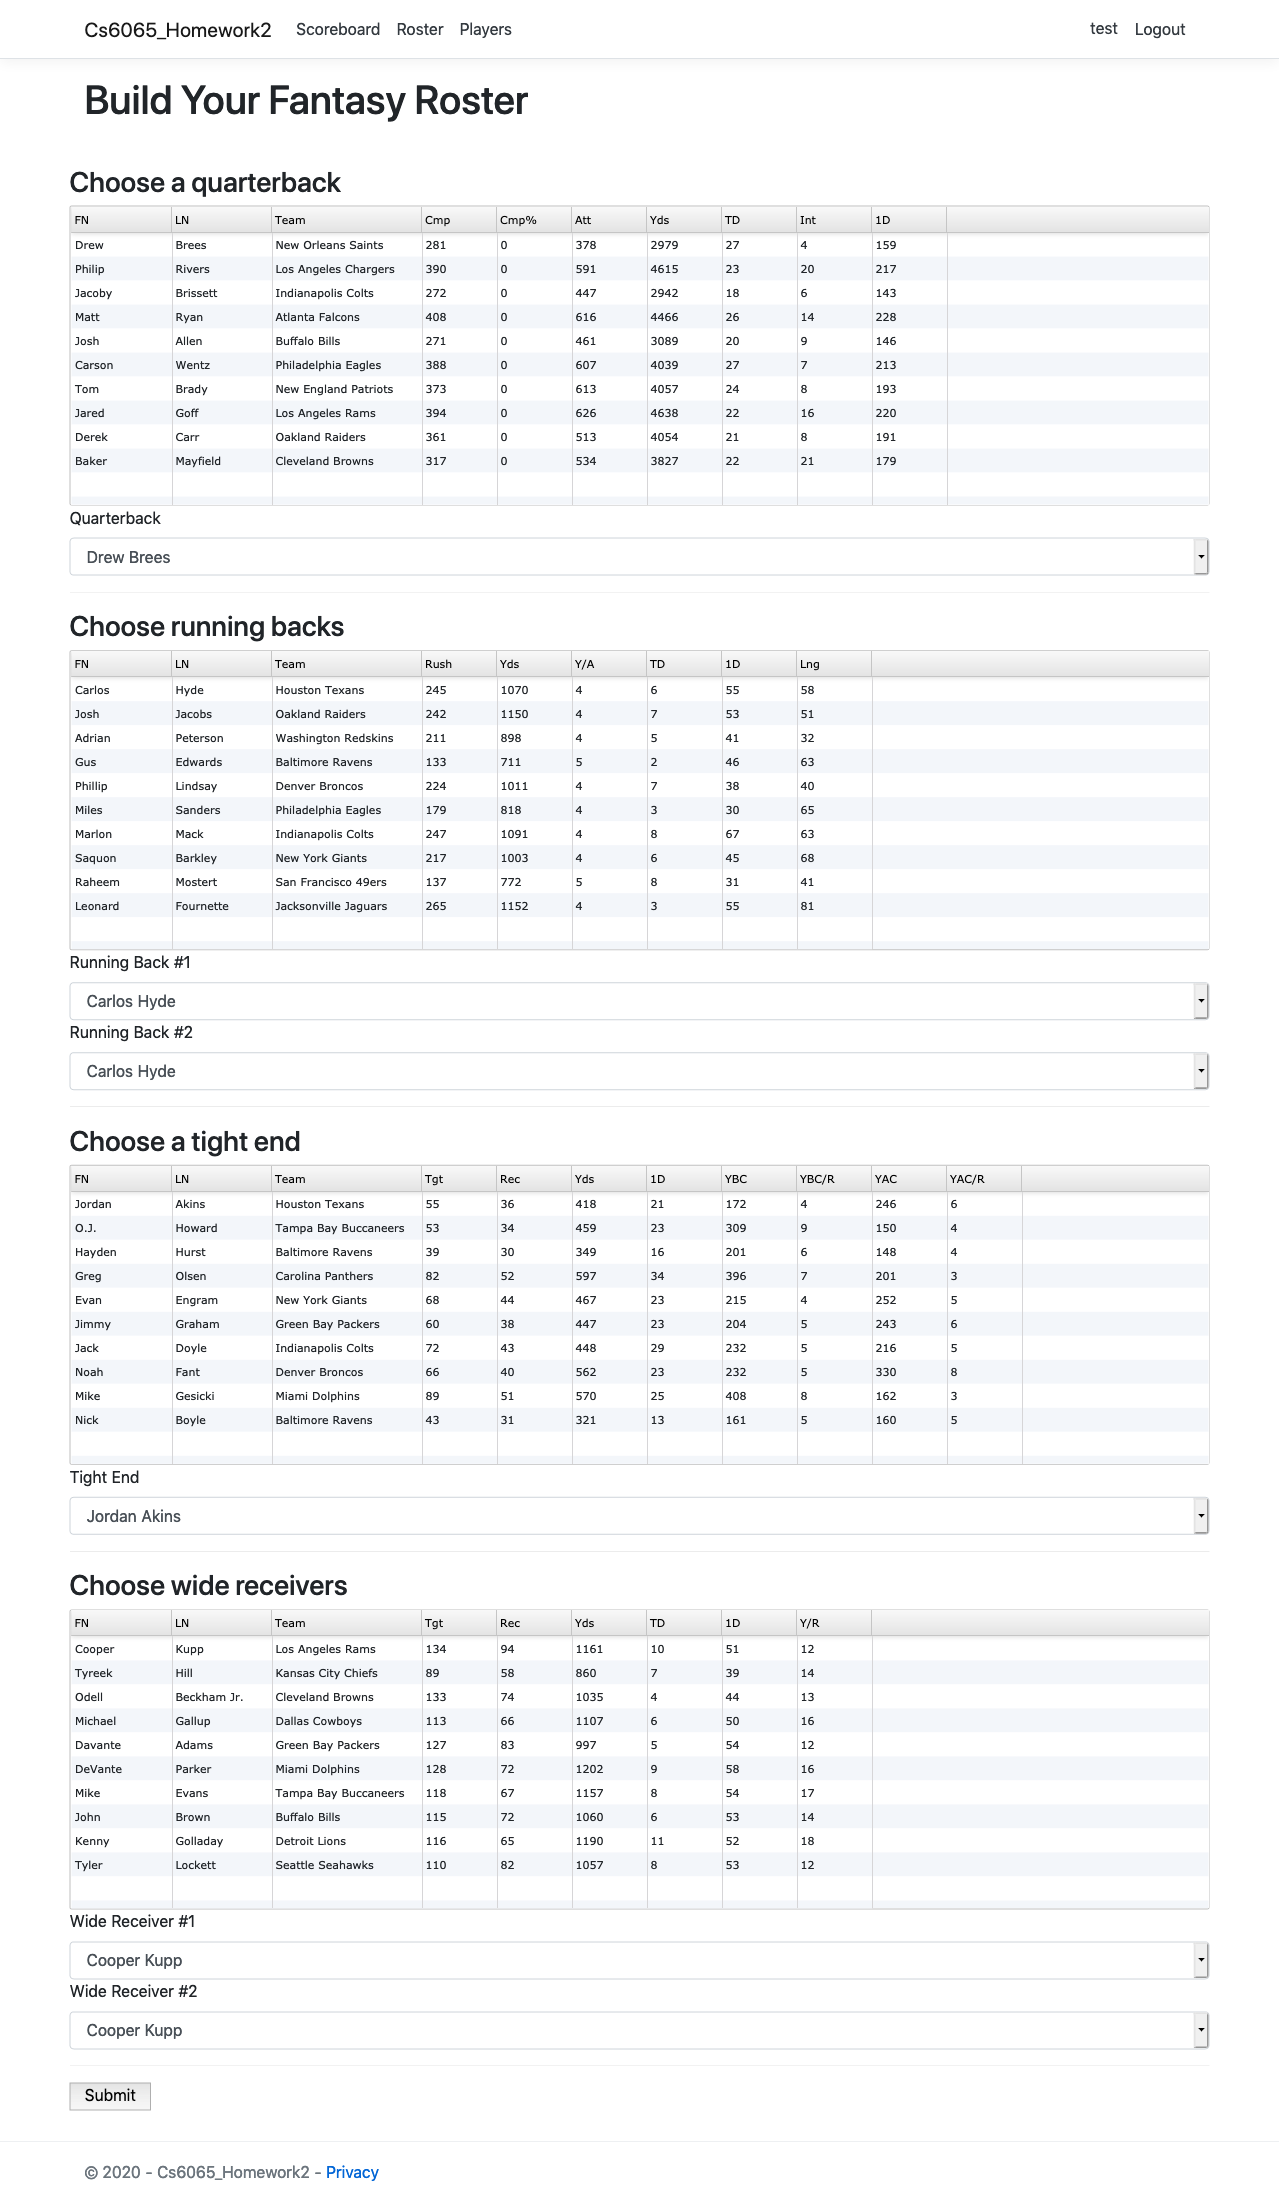 Cs6065_Homework2 Scoreboard Roster Players test Logout
Build Your Fantasy Roster
Choose a quarterback
FN LN Team Cmp Cmp% Att Yds TD Int 1D
Drew Brees New Orleans Saints 281 0 378 2979 27 4 159
Philip Rivers Los Angeles Chargers 390 0 591 4615 23 20 217
Jacoby Brissett Indianapolis Colts 272 0 447 2942 18 6 143
Matt Ryan Atlanta Falcons 408 0 616 4466 26 14 228
Josh Allen Buffalo Bills 271 0 461 3089 20 9 146
Carson Wentz Philadelphia Eagles 388 0 607 4039 27 7 213
Tom Brady New England Patriots 373 0 613 4057 24 8 193
Jared Goff Los Angeles Rams 394 0 626 4638 22 16 220
Derek Carr Oakland Raiders 361 0 513 4054 21 8 191
Baker Mayfield Cleveland Browns 317 0 534 3827 22 21 179
Quarterback
Drew Brees
Choose running backs
FN LN Team Rush Yds Y/A TD 1D Lng
Carlos Hyde Houston Texans 245 1070 4 6 55 58
Josh Jacobs Oakland Raiders 242 1150 4 7 53 51
Adrian Peterson Washington Redskins 211 898 4 5 41 32
Gus Edwards Baltimore Ravens 133 711 5 2 46 63
Phillip Lindsay Denver Broncos 224 1011 4 7 38 40
Miles Sanders Philadelphia Eagles 179 818 4 3 30 65
Marlon Mack Indianapolis Colts 247 1091 4 8 67 63
Saquon Barkley New York Giants 217 1003 4 6 45 68
Raheem Mostert San Francisco 49ers 137 772 5 8 31 41
Leonard Fournette Jacksonville Jaguars 265 1152 4 3 55 81
Running Back #1
Carlos Hyde
Running Back #2
Carlos Hyde
Choose a tight end
FN LN Team Tgt Rec Yds 1D YBC YBC/R YAC YAC/R
Jordan Akins Houston Texans 55 36 418 21 172 4 246 6
O.J. Howard Tampa Bay Buccaneers 53 34 459 23 309 9 150 4
Hayden Hurst Baltimore Ravens 39 30 349 16 201 6 148 4
Greg Olsen Carolina Panthers 82 52 597 34 396 7 201 3
Evan Engram New York Giants 68 44 467 23 215 4 252 5
Jimmy Graham Green Bay Packers 60 38 447 23 204 5 243 6
Jack Doyle Indianapolis Colts 72 43 448 29 232 5 216 5
Noah Fant Denver Broncos 66 40 562 23 232 5 330 8
Mike Gesicki Miami Dolphins 89 51 570 25 408 8 162 3
Nick Boyle Baltimore Ravens 43 31 321 13 161 5 160 5
Tight End
Jordan Akins
Choose wide receivers
FN LN Team Tgt Rec Yds TD 1D Y/R
Cooper Kupp Los Angeles Rams 134 94 1161 10 51 12
Tyreek Hill Kansas City Chiefs 89 58 860 7 39 14
Odell Beckham Jr. Cleveland Browns 133 74 1035 4 44 13
Michael Gallup Dallas Cowboys 113 66 1107 6 50 16
Davante Adams Green Bay Packers 127 83 997 5 54 12
DeVante Parker Miami Dolphins 128 72 1202 9 58 16
Mike Evans Tampa Bay Buccaneers 118 67 1157 8 54 17
John Brown Buffalo Bills 115 72 1060 6 53 14
Kenny Golladay Detroit Lions 116 65 1190 11 52 18
Tyler Lockett Seattle Seahawks 110 82 1057 8 53 12
Wide Receiver #1
Cooper Kupp
Wide Receiver #2
Cooper Kupp
Submit
© 2020 - Cs6065_Homework2 - Privacy